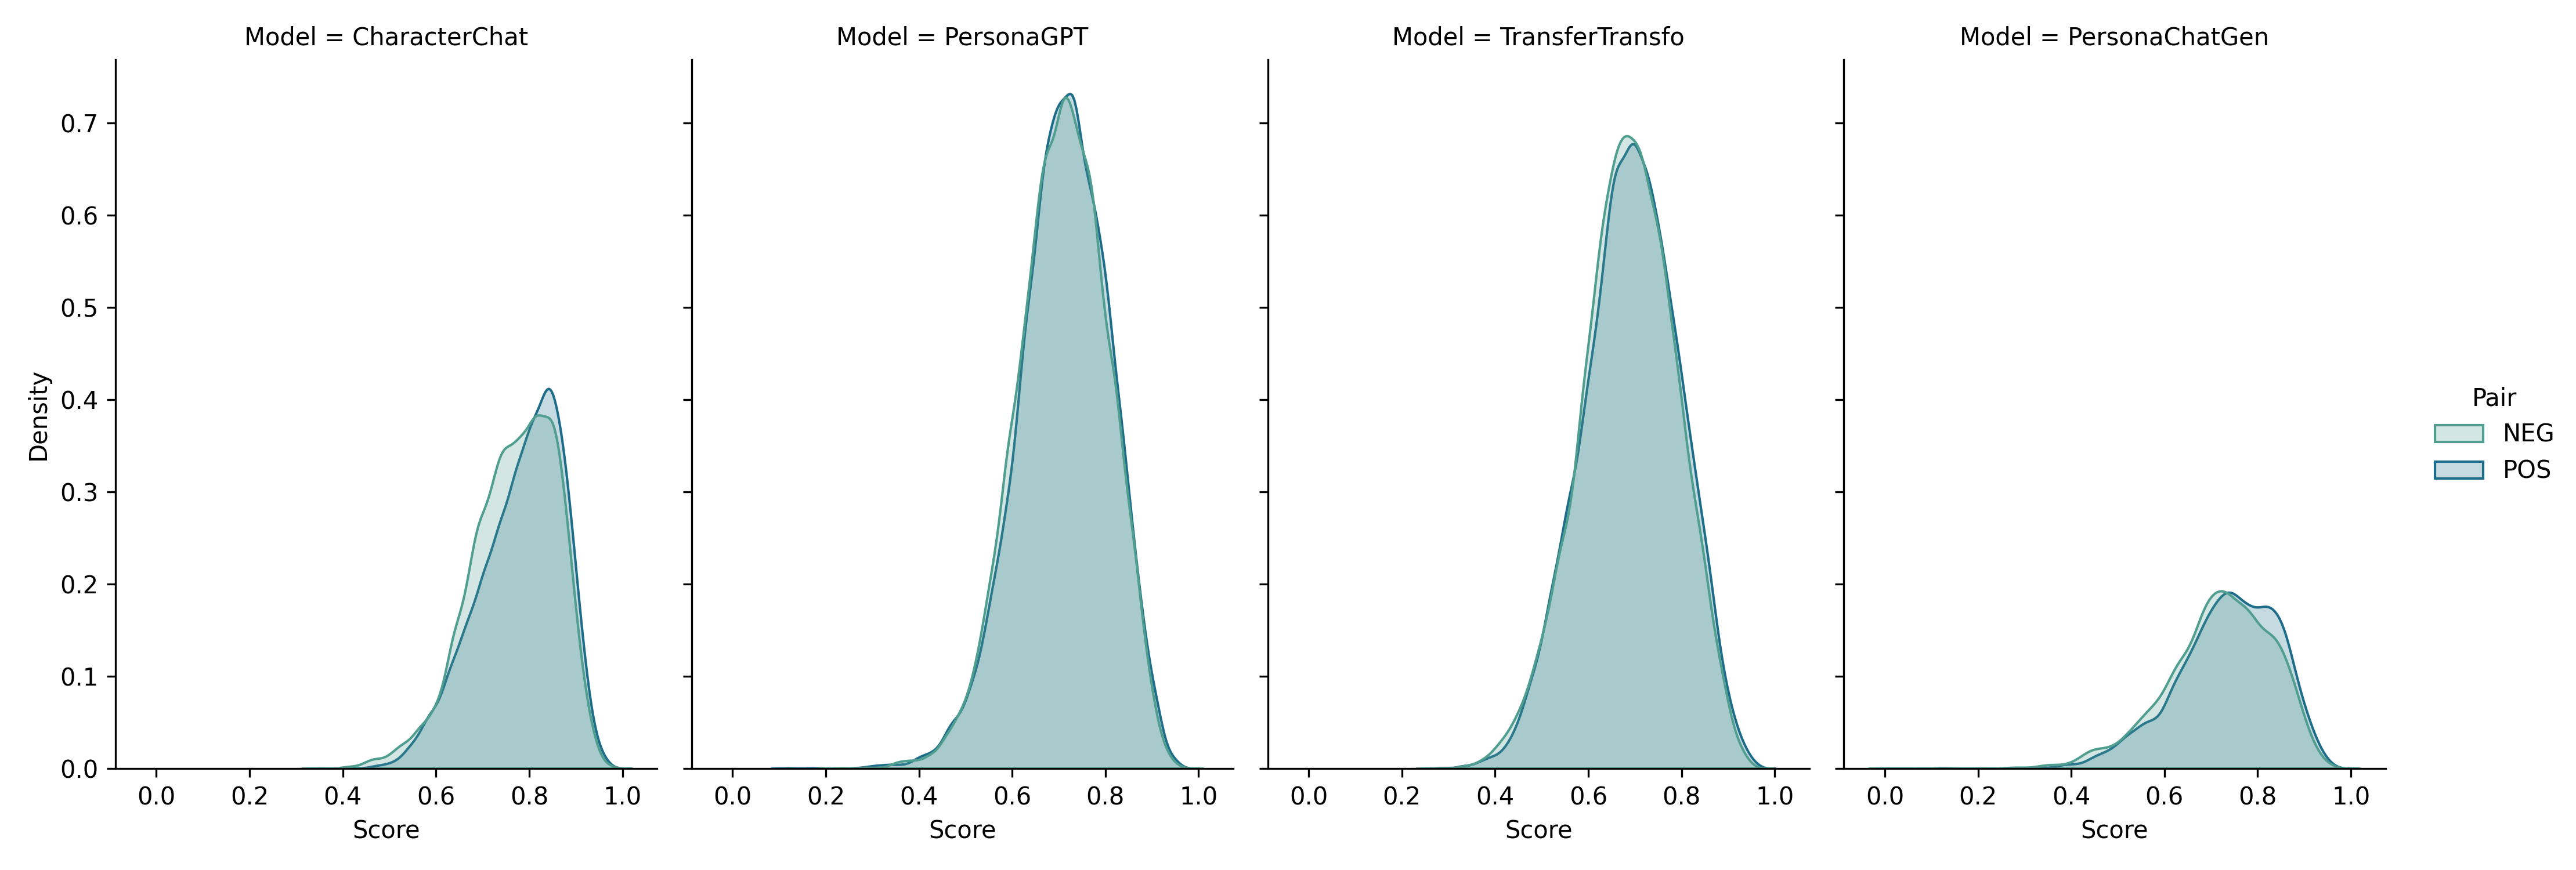 Model = CharacterChat
Model = PersonaGPT
Model = TransferTransfo
Model = PersonaChatGen
Density
0.7
0.6
0.5
0.4
0.3
0.2
0.1
0.0
0.0 0.2 0.4 0.6 0.8 1.0
0.0 0.2 0.4 0.6 0.8 1.0
0.0 0.2 0.4 0.6 0.8 1.0
0.0 0.2 0.4 0.6 0.8 1.0
Score
Score
Score
Score
Pair
NEG
POS